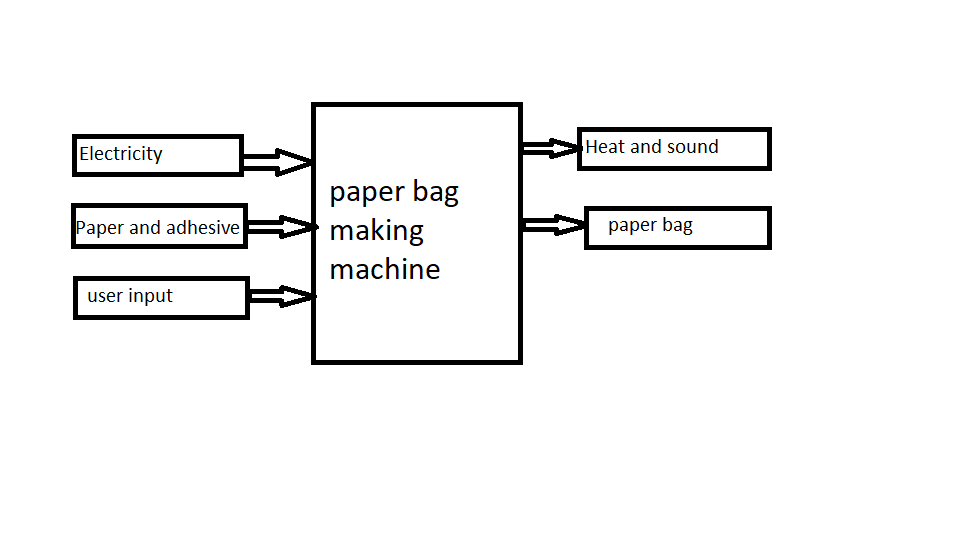 Electricity
Paper and adhesive
user input
paper bag
making
machine
Heat and sound
paper bag